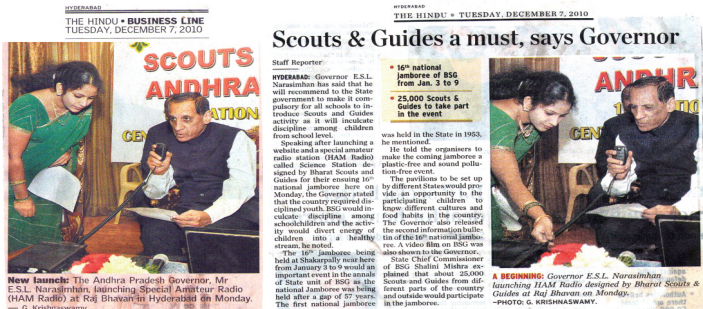 HYDERABAD
THE HINDU • BUSINESS LINE
TUESDAY, DECEMBER 7, 2010
SCOUTS
ANDHRA
New launch: The Andhra Pradesh Governor, Mr
E.S.L. Narasimhan, launching Special Amateur Radio
(HAM Radio) at Raj Bhavan in Hyderabad on Monday.
— G. Krishnaswamy
HYDERABAD
THE HINDU • TUESDAY, DECEMBER 7, 2010
Scouts & Guides a must, says Governor
Staff Reporter
HYDERABAD: Governor E.S.L.
Narasimhan has said that he
will recommend to the State
government to make it com-
pulsory for all schools to in-
troduce Scouts and Guides
activity as it will inculcate
discipline among children
from school level.
Speaking after launching a
website and a special amateur
radio station (HAM Radio)
called Science Station de-
signed by Bharat Scouts and
Guides for their ensuing 16th
national jamboree here on
Monday, the Governor stated
that the country required dis-
ciplined youth. BSG would in-
culcate discipline among
schoolchildren and the activ-
ity would divert energy of
children into a healthy
stream, he noted.
The 16th jamboree being
held at Shakarpally near here
from January 3 to 9 would an
important event in the annals
of State unit of BSG as the
national Jamboree was being
held after a gap of 57 years.
The first national jamboree
• 16th national
jamboree of BSG
from Jan. 3 to 9
• 25,000 Scouts &
Guides to take part
in the event
was held in the State in 1953,
he mentioned.
He told the organisers to
make the coming jamboree a
plastic-free and sound pollu-
tion-free event.
The pavilions to be set up
by different States would pro-
vide an opportunity to the
participating children to
know different cultures and
food habits in the country.
The Governor also released
the second information bulle-
tin of the 16th national jambo-
ree. A video film on BSG was
also shown to the Governor.
State Chief Commissioner
of BSG Shalini Mishra ex-
plained that about 25,000
Scouts and Guides from dif-
ferent parts of the country
and outside would participate
in the jamboree.
ANDHR
A BEGINNING: Governor E.S.L. Narasimhan
launching HAM Radio designed by Bharat Scouts &
Guides at Raj Bhavan on Monday.
–PHOTO: G. KRISHNASWAMY.